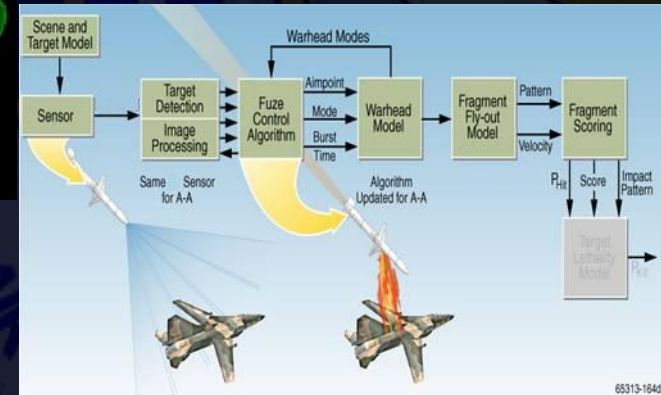 Scene and
Target Model
Sensor
Target
Detection
Image
Processing
Same Sensor
for A-A
Fuze
Control
Algorithm
Warhead Modes
Aimpoint
Mode
Burst
Time
Warhead
Model
Algorithm
Updated for A-A
Fragment
Fly-out
Model
Pattern
Velocity
Fragment
Scoring
PHit
Score
Impact
Pattern
Target
Lethality
Model
65313-164d